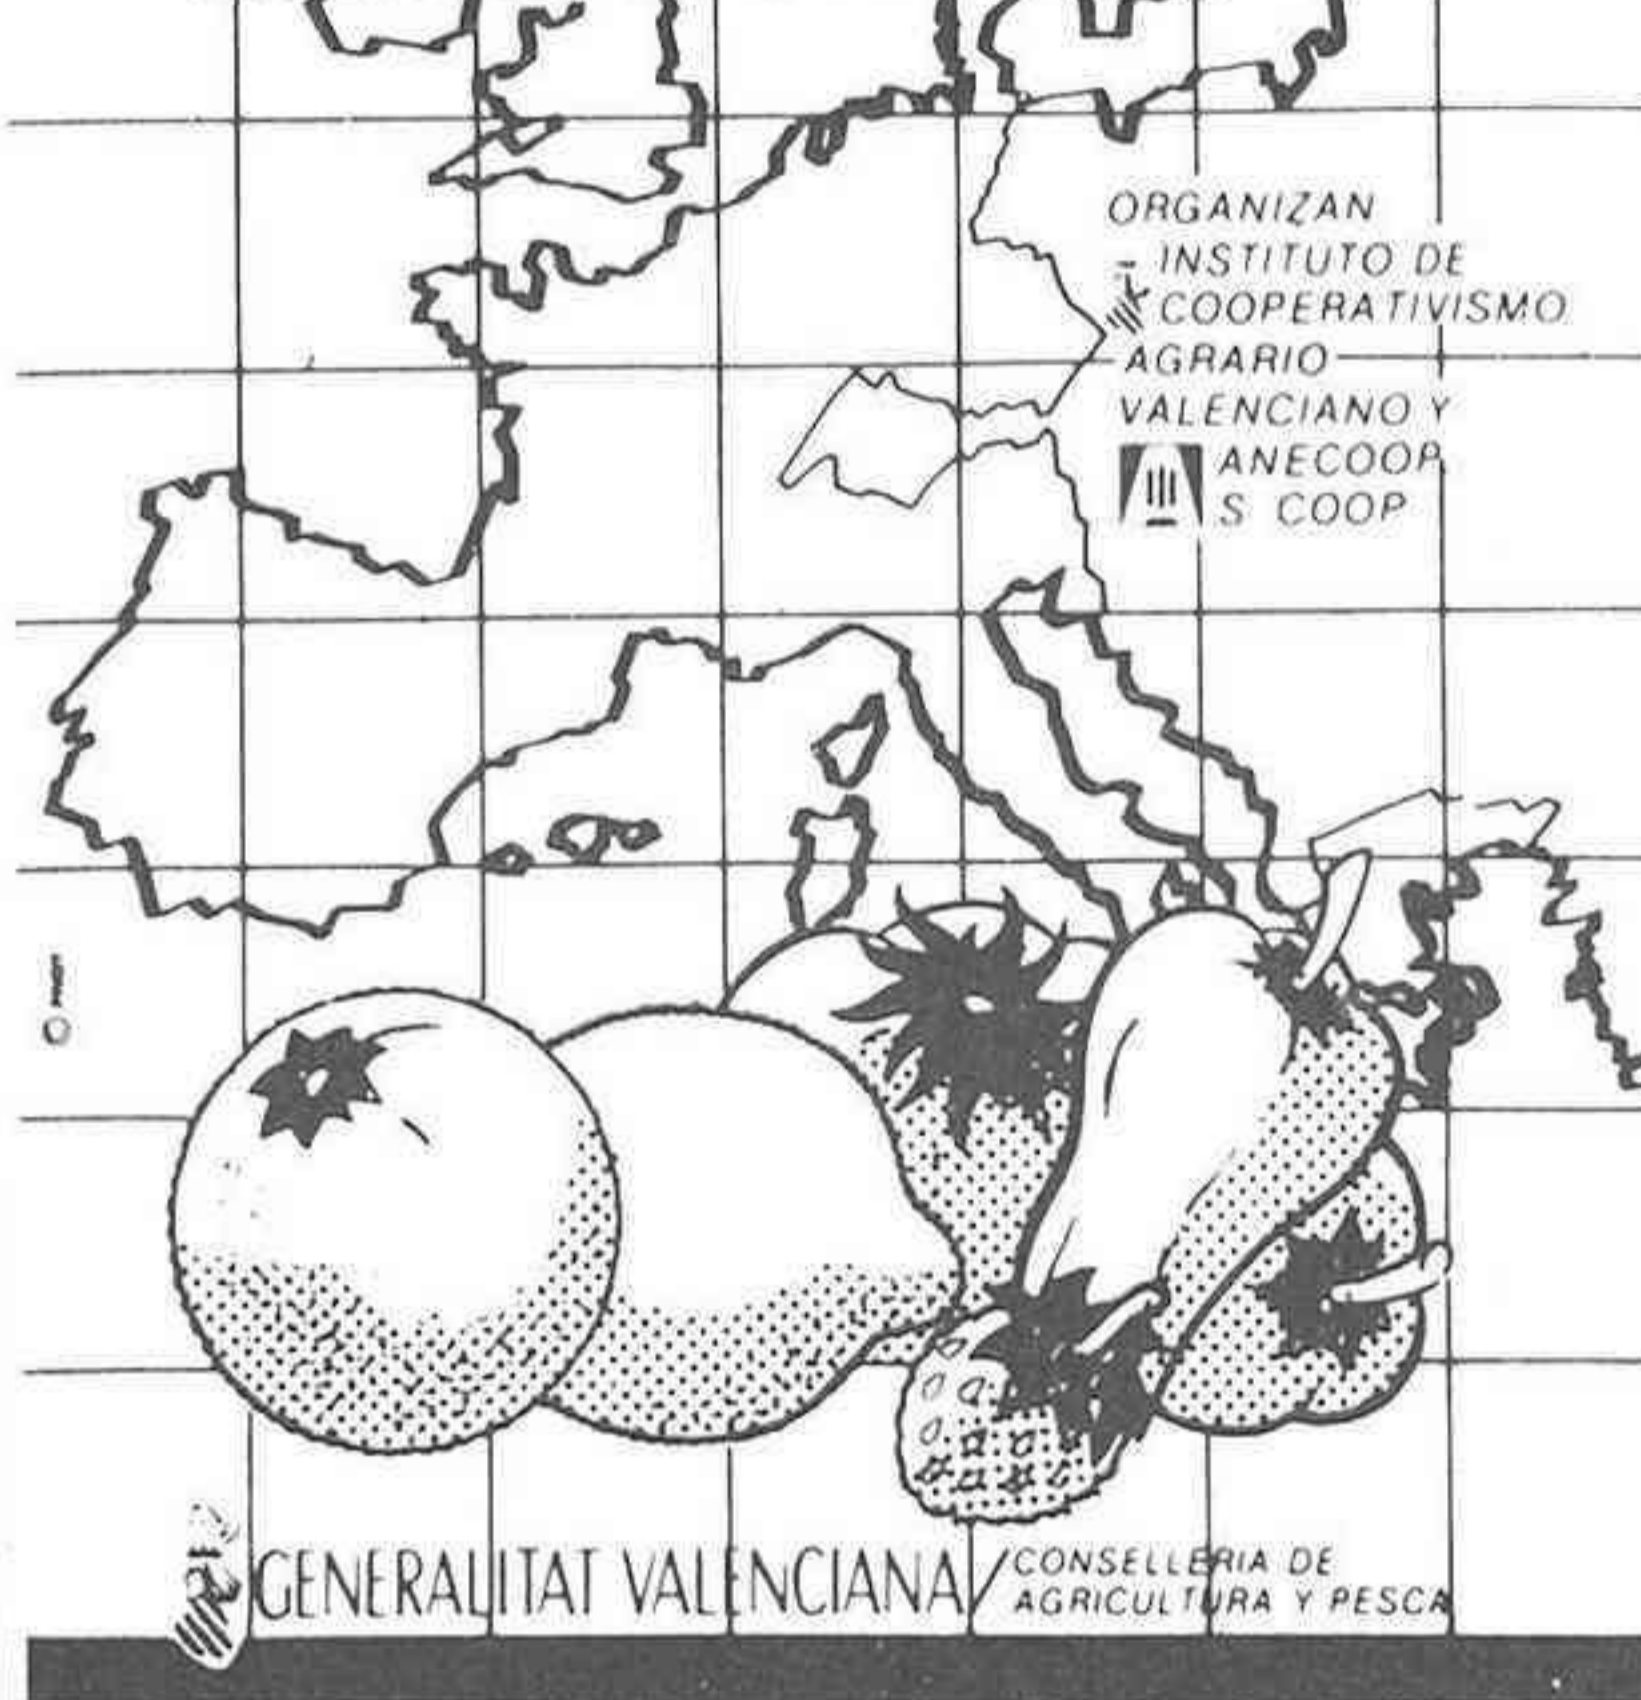 ORGANIZAN
- INSTITUTO DE
COOPERATIVISMO
AGRARIO
VALENCIANO Y
ANECOOP
S COOP
GENERALITAT VALENCIANA/
CONSELLERIA DE
AGRICULTURA Y PESCA